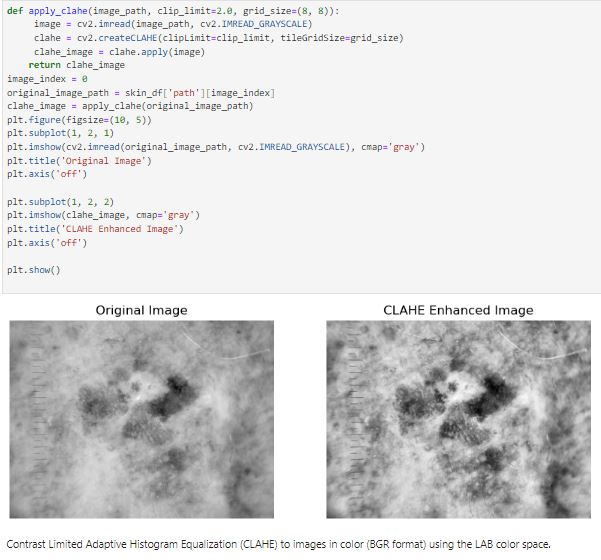 def apply_clahe(image_path, clip_limit=2.0, grid_size=(8, 8)):
    image = cv2.imread(image_path, cv2.IMREAD_GRAYSCALE)
    clahe = cv2.createCLAHE(clipLimit=clip_limit, tileGridSize=grid_size)
    clahe_image = clahe.apply(image)
    return clahe_image
image_index = 0
original_image_path = skin_df['path'][image_index]
clahe_image = apply_clahe(original_image_path)
plt.figure(figsize=(10, 5))
plt.subplot(1, 2, 1)
plt.imshow(cv2.imread(original_image_path, cv2.IMREAD_GRAYSCALE), cmap='gray')
plt.title('Original Image')
plt.axis('off')
plt.subplot(1, 2, 2)
plt.imshow(clahe_image, cmap='gray')
plt.title('CLAHE Enhanced Image')
plt.axis('off')
plt.show()
Original Image
CLAHE Enhanced Image
Contrast Limited Adaptive Histogram Equalization (CLAHE) to images in color (BGR format) using the LAB color space.